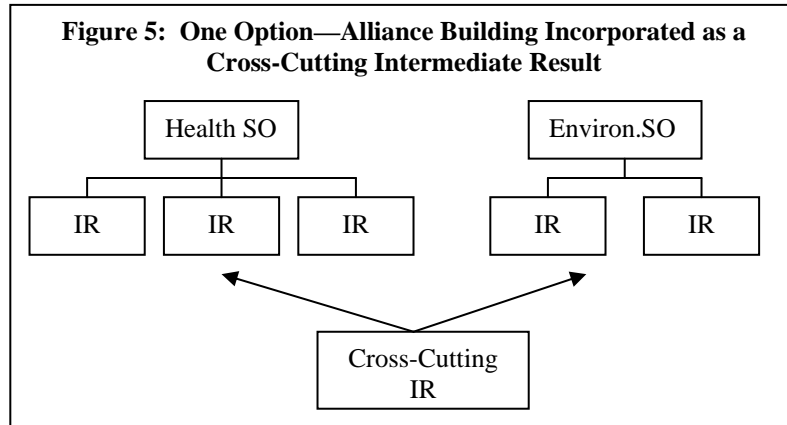 Figure 5:  One Option—Alliance Building Incorporated as a
Cross-Cutting Intermediate Result
Health SO
Environ.SO
IR
IR
IR
IR
IR
Cross-Cutting
IR